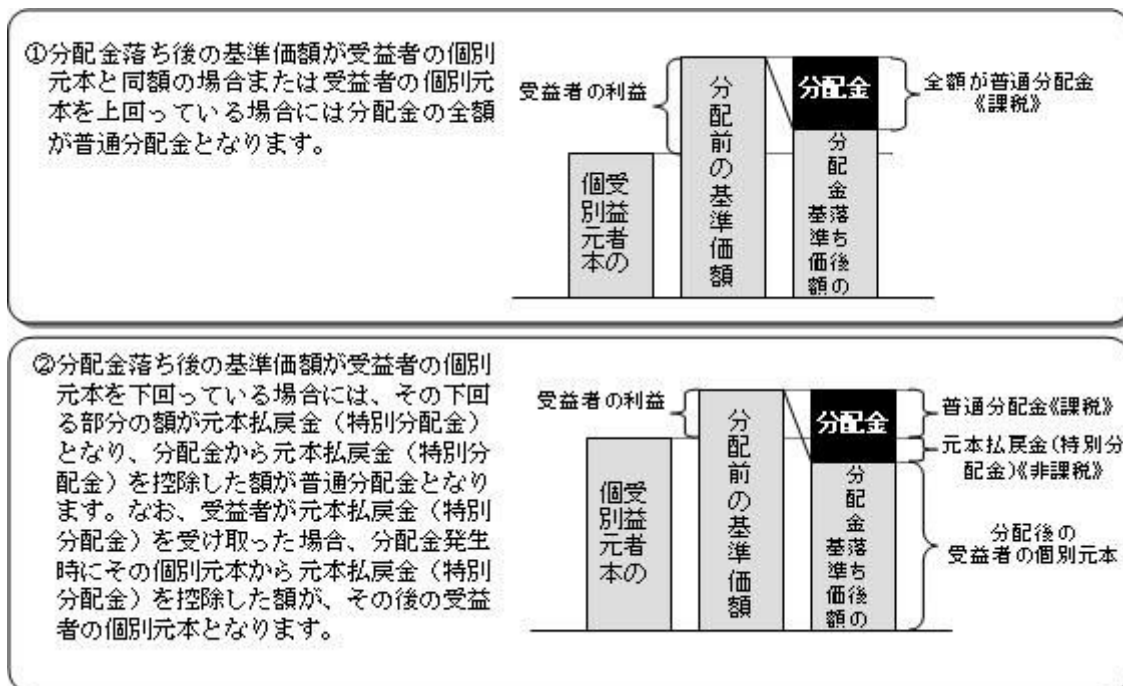 ①分配金落ち後の基準価額が受益者の個別
元本と同額の場合または受益者の個別元
本を上回っている場合には分配金の全額
が普通分配金となります。
受益者の利益
受益者の
個別元本
分配前の基準価額
分配金
分配金落ち後の
基準価額
全額が普通分配金
《課税》
②分配金落ち後の基準価額が受益者の個別
元本を下回っている場合には、その下回
る部分の額が元本払戻金（特別分配金）
となり、分配金から元本払戻金（特別分
配金）を控除した額が普通分配金となり
ます。なお、受益者が元本払戻金（特別
分配金）を受け取った場合、分配金発生
時にその個別元本から元本払戻金（特別
分配金）を控除した額が、その後の受益
者の個別元本となります。
受益者の利益
受益者の
個別元本
分配前の基準価額
分配金
分配金落ち後の
基準価額
普通分配金《課税》
元本払戻金(特別分
配金)《非課税》
分配後の
受益者の個別元本